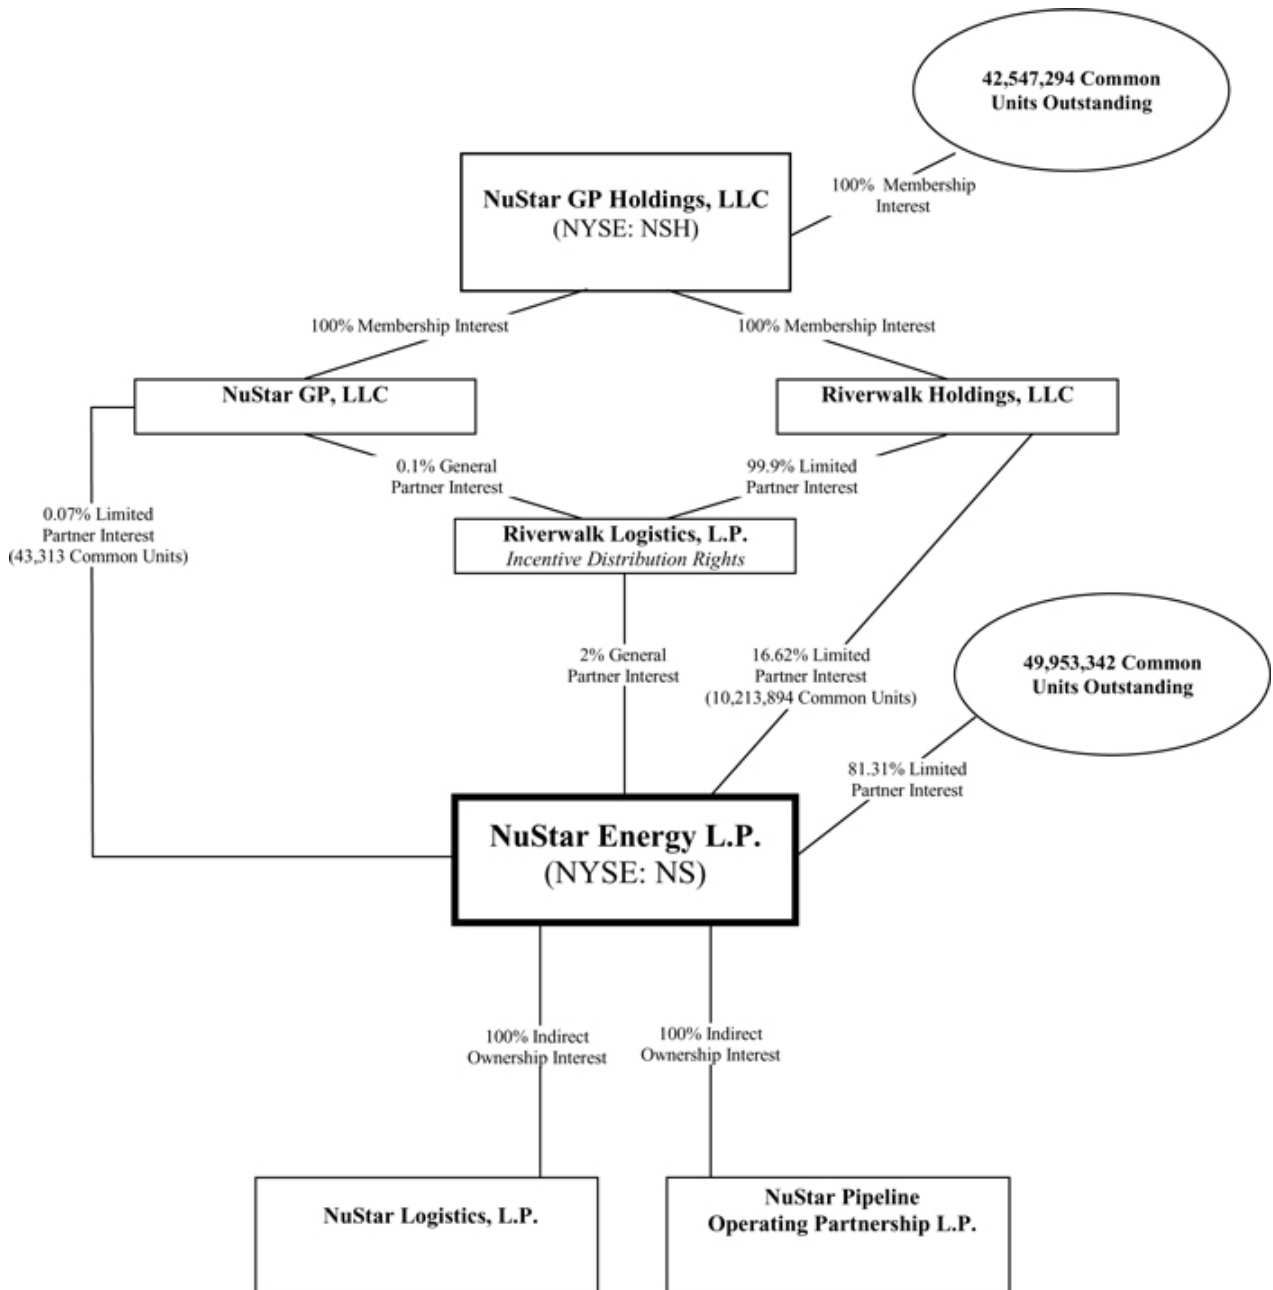 42,547,294 Common
Units Outstanding
100% Membership
Interest
NuStar GP Holdings, LLC
(NYSE: NSH)
100% Membership Interest
100% Membership Interest
NuStar GP, LLC
Riverwalk Holdings, LLC
0.1% General
Partner Interest
99.9% Limited
Partner Interest
0.07% Limited
Partner Interest
(43,313 Common Units)
Riverwalk Logistics, L.P.
Incentive Distribution Rights
2% General
Partner Interest
16.62% Limited
Partner Interest
(10,213,894 Common Units)
49,953,342 Common
Units Outstanding
81.31% Limited
Partner Interest
NuStar Energy L.P.
(NYSE: NS)
100% Indirect
Ownership Interest
100% Indirect
Ownership Interest
NuStar Logistics, L.P.
NuStar Pipeline
Operating Partnership L.P.